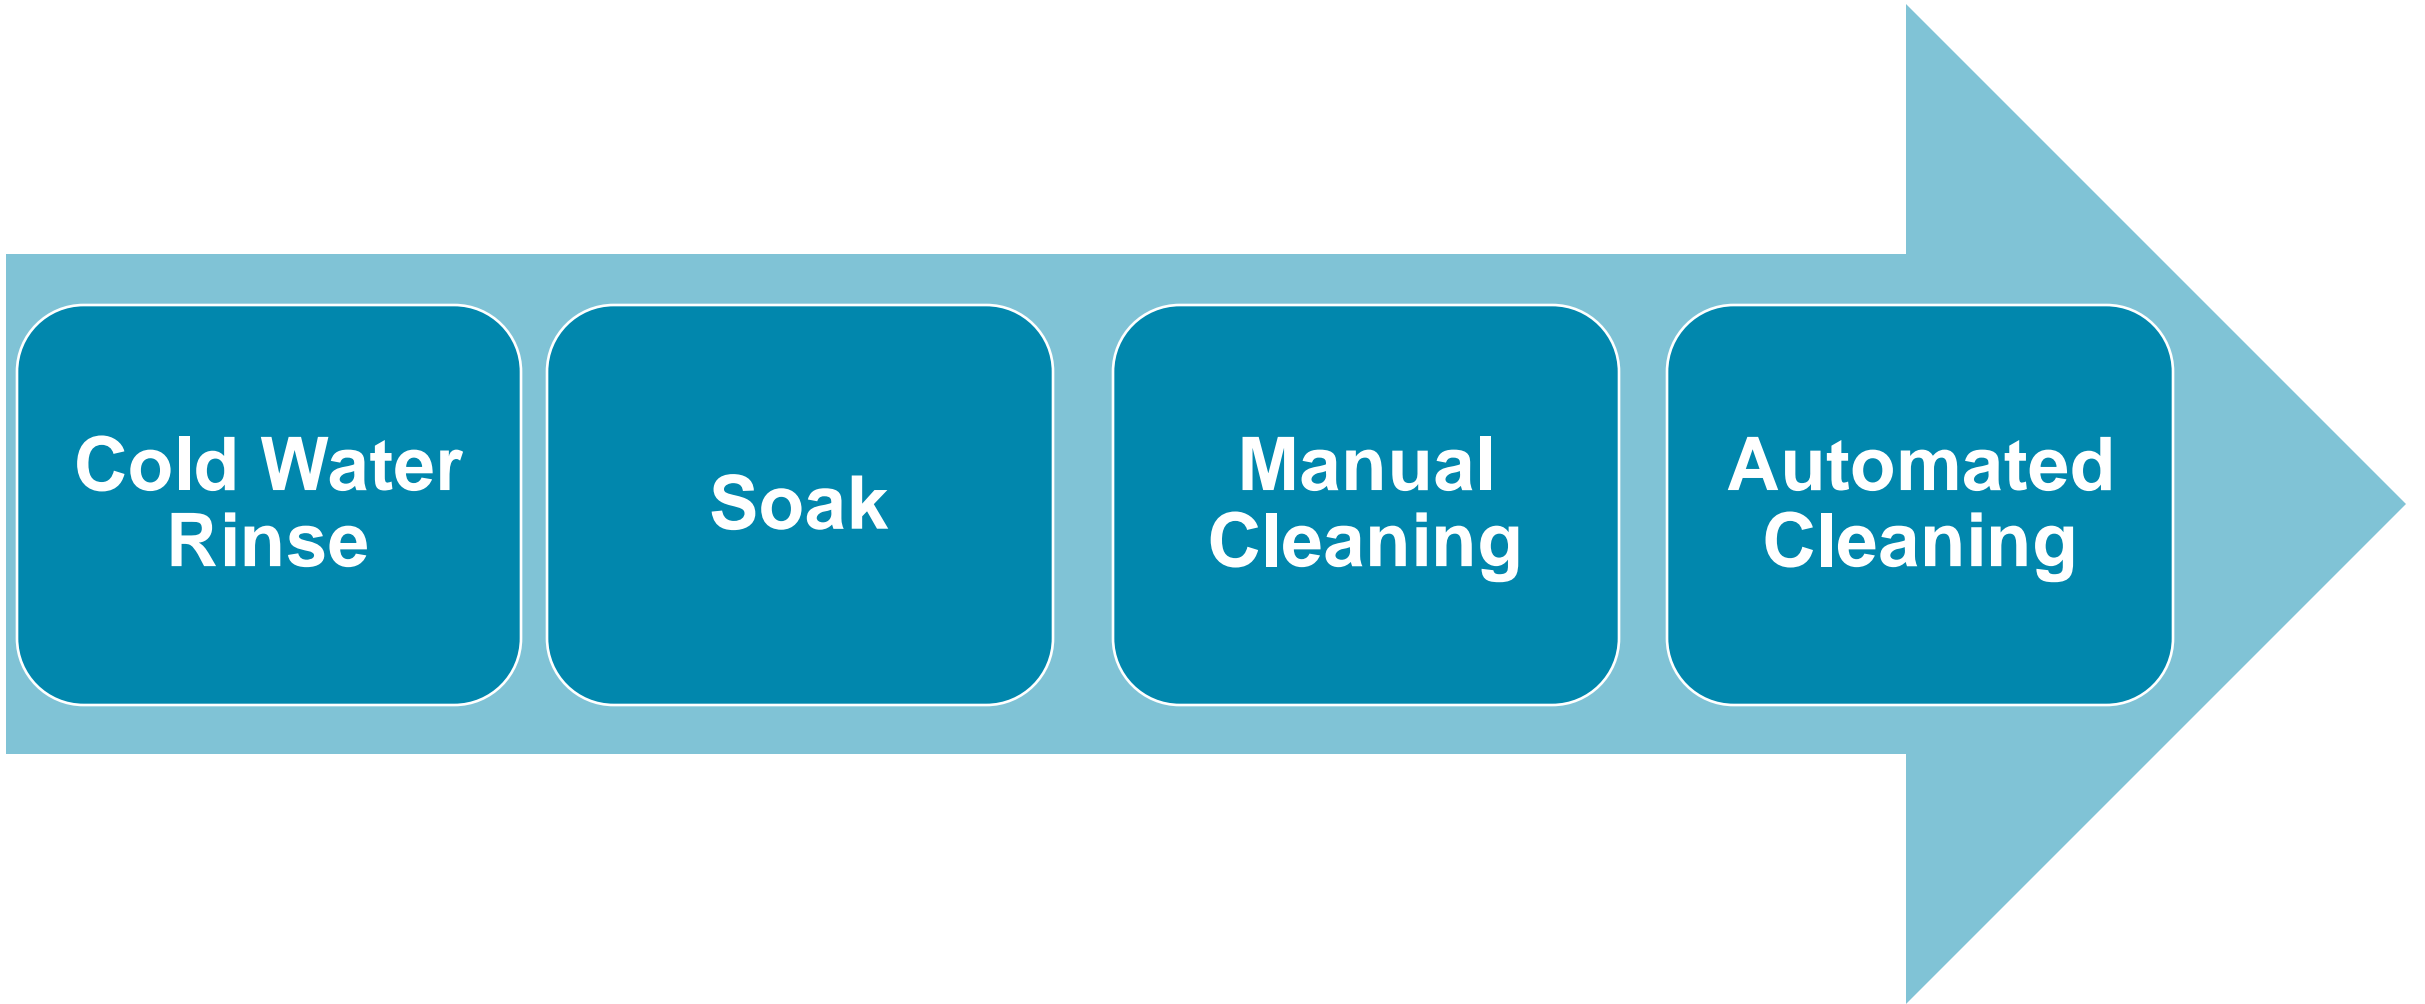 Cold Water
Rinse
Soak
Manual
Cleaning
Automated
Cleaning